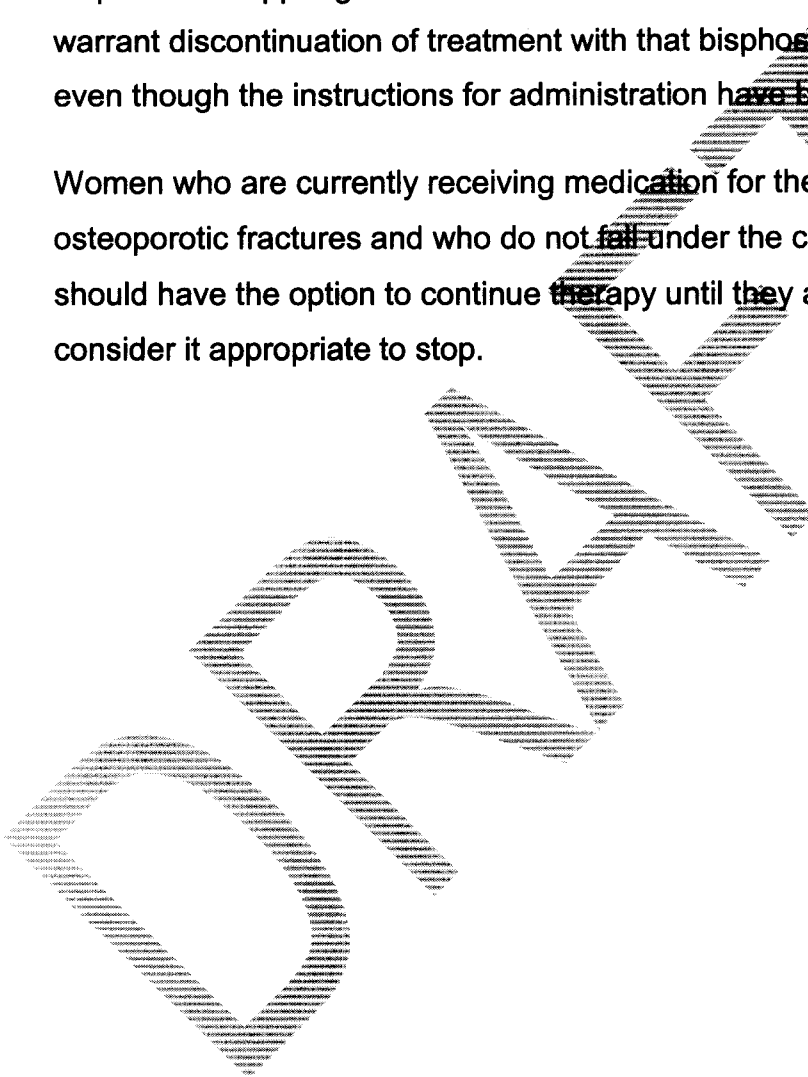 warrant discontinuation of treatment with that
even though the instructions for administration have
Women who are currently receiving medication for the
osteoporotic fractures and who do not fall under the
should have the option to continue therapy until they
consider it appropriate to stop.
DRAFT